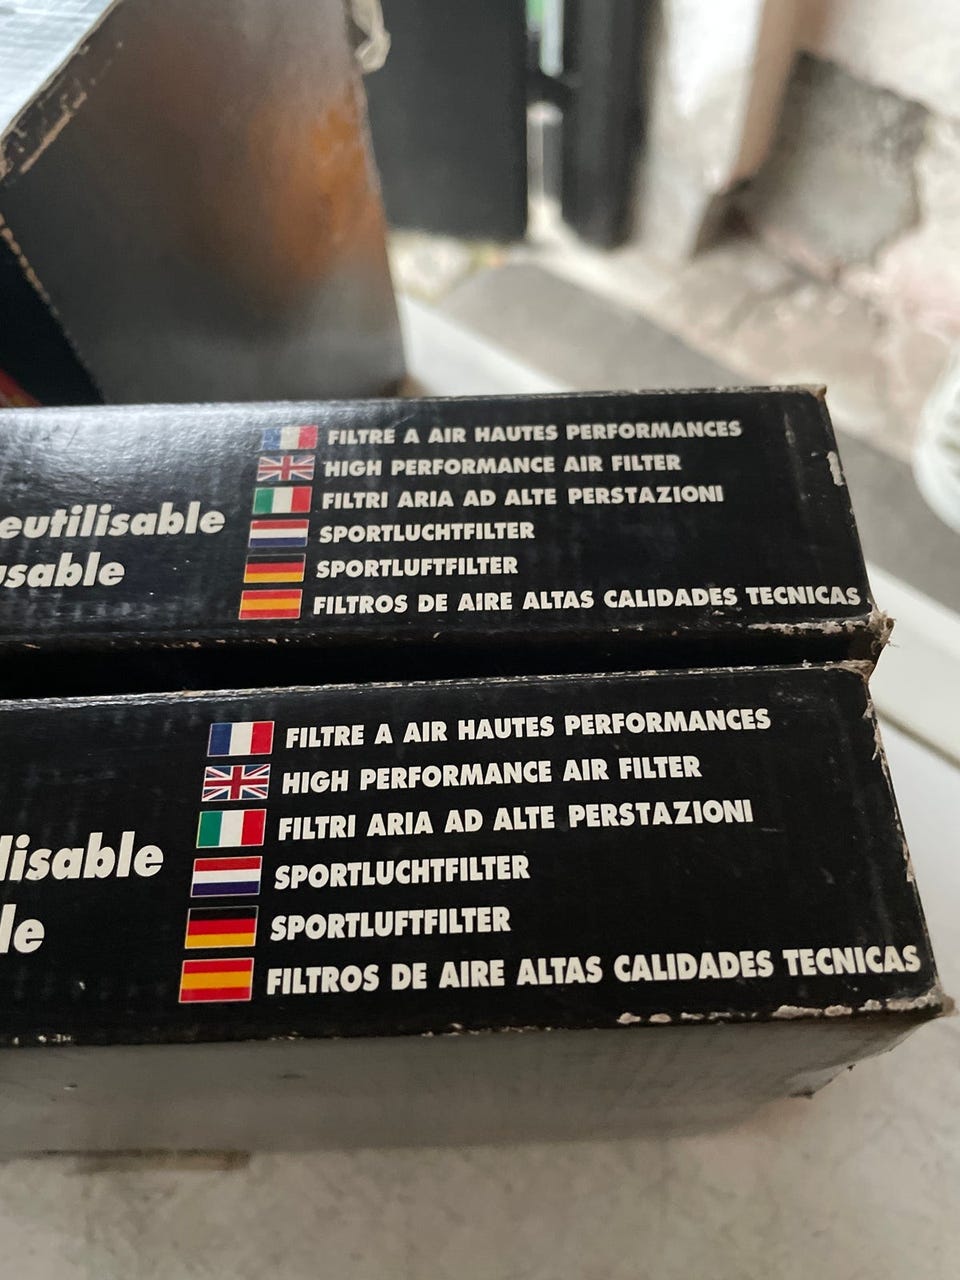 FILTRE A AIR HAUTES PERFORMANCES
HIGH PERFORMANCE AIR FILTER
FILTRI ARIA AD ALTE PERSTAZIONI
SPORTLUCHTFILTER
SPORTLUFTFILTER
FILTROS DE AIRE ALTAS CALIDADES TECNICAS
eutilisable
usable
FILTRE A AIR HAUTES PERFORMANCES
HIGH PERFORMANCE AIR FILTER
FILTRI ARIA AD ALTE PERSTAZIONI
SPORTLUCHTFILTER
SPORTLUFTFILTER
FILTROS DE AIRE ALTAS CALIDADES TECNICAS
lisable
le